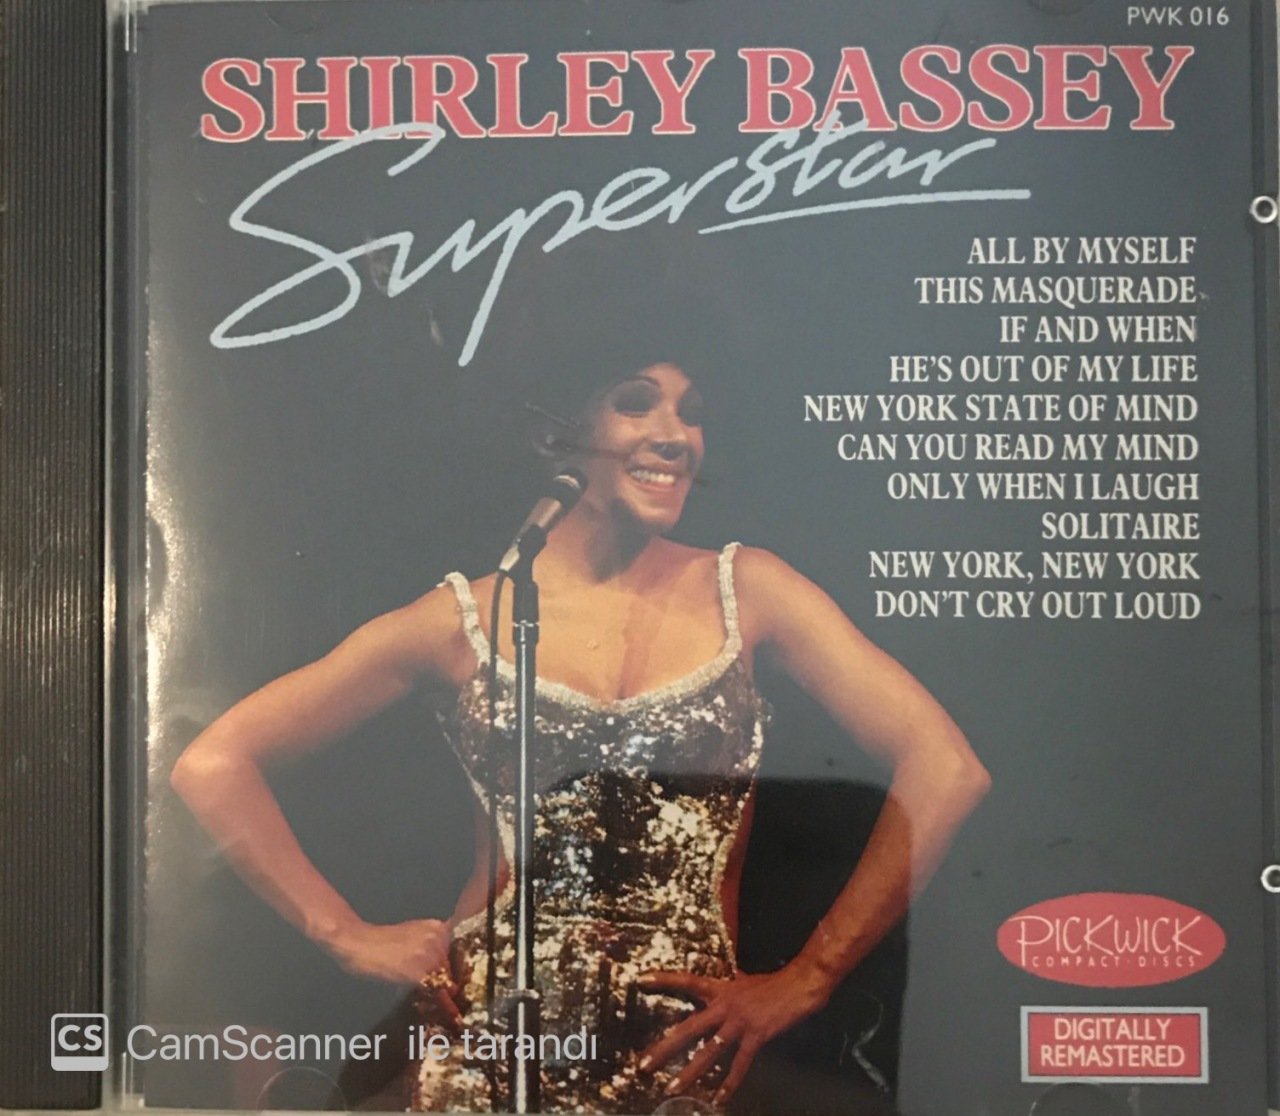 PWK 016
SHIRLEY BASSEY
Superstar
ALL BY MYSELF
THIS MASQUERADE
IF AND WHEN
HE'S OUT OF MY LIFE
NEW YORK STATE OF MIND
CAN YOU READ MY MIND
ONLY WHEN I LAUGH
SOLITAIRE
NEW YORK, NEW YORK
DON'T CRY OUT LOUD
PICKWICK
COMPACT·DISCS
DIGITALLY
REMASTERED
CS CamScanner ile tarandı